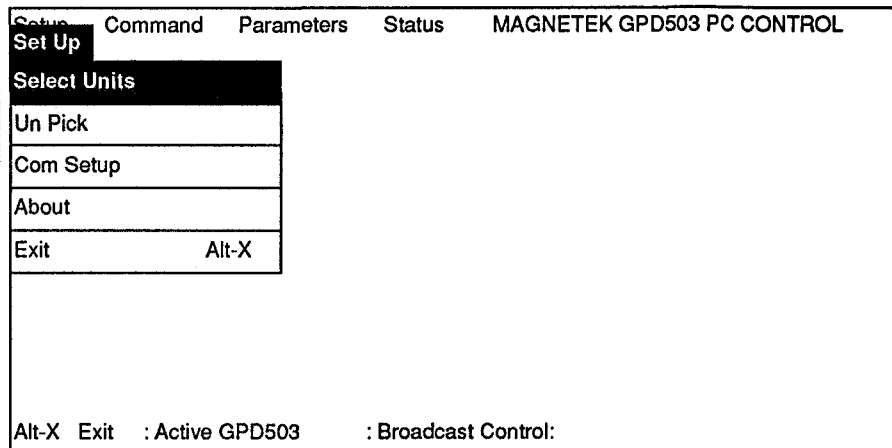 Setup Command Parameters Status MAGNETEK GPD503 PC CONTROL
Set Up
Select Units
Un Pick
Com Setup
About
Exit Alt-X
Alt-X Exit : Active GPD503 : Broadcast Control: